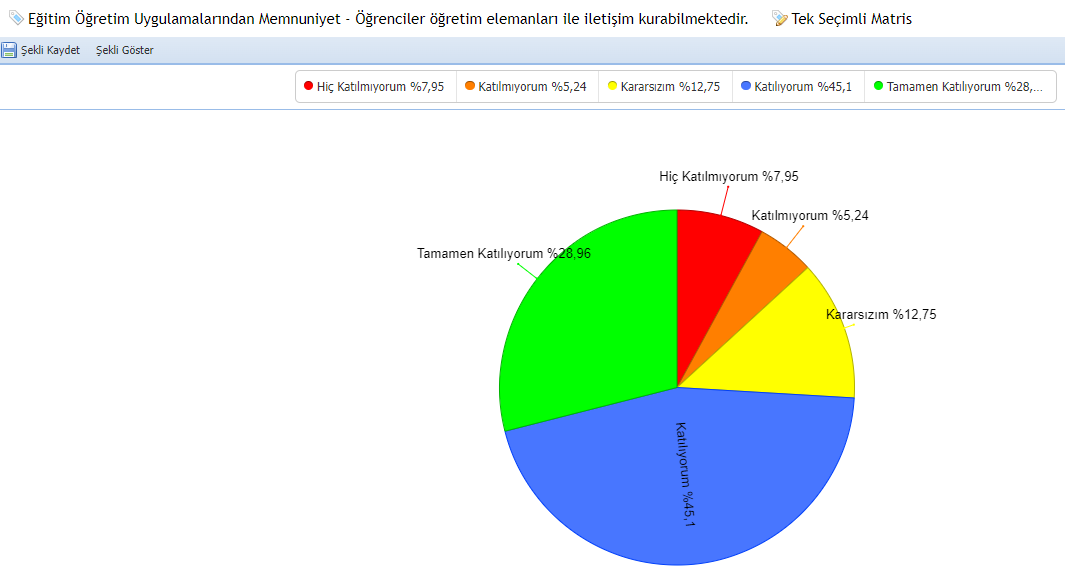 Eğitim Öğretim Uygulamalarından Memnuniyet - Öğrenciler öğretim elemanları ile iletişim kurabilmektedir. Tek Seçimli Matris
Şekli Kaydet Şekli Göster
Hiç Katılmıyorum %7,95 Katılmıyorum %5,24 Kararsızım %12,75 Katılıyorum %45,1 Tamamen Katılıyorum %28,...
Hiç Katılmıyorum %7,95
Katılmıyorum %5,24
Tamamen Katılıyorum %28,96
Kararsızım %12,75
Katılıyorum %45,1